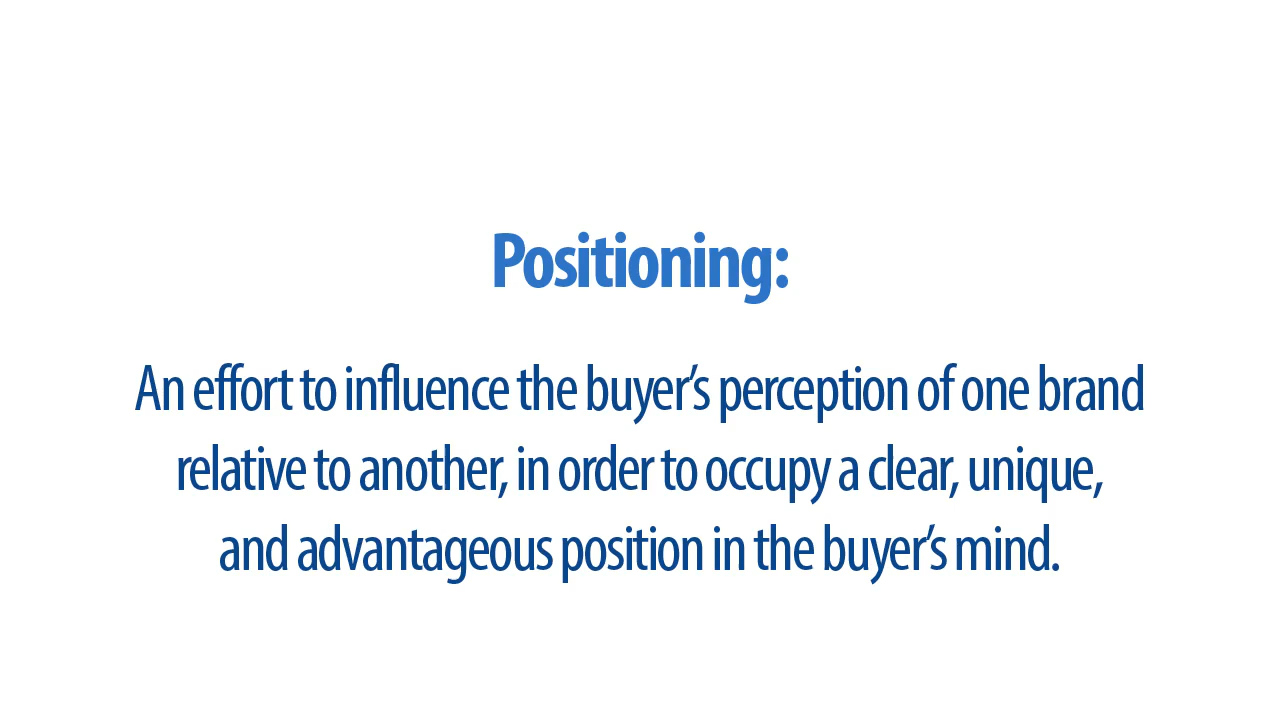 Positioning:
An effort to influence the buyer’s perception of one brand
relative to another, in order to occupy a clear, unique,
and advantageous position in the buyer’s mind.